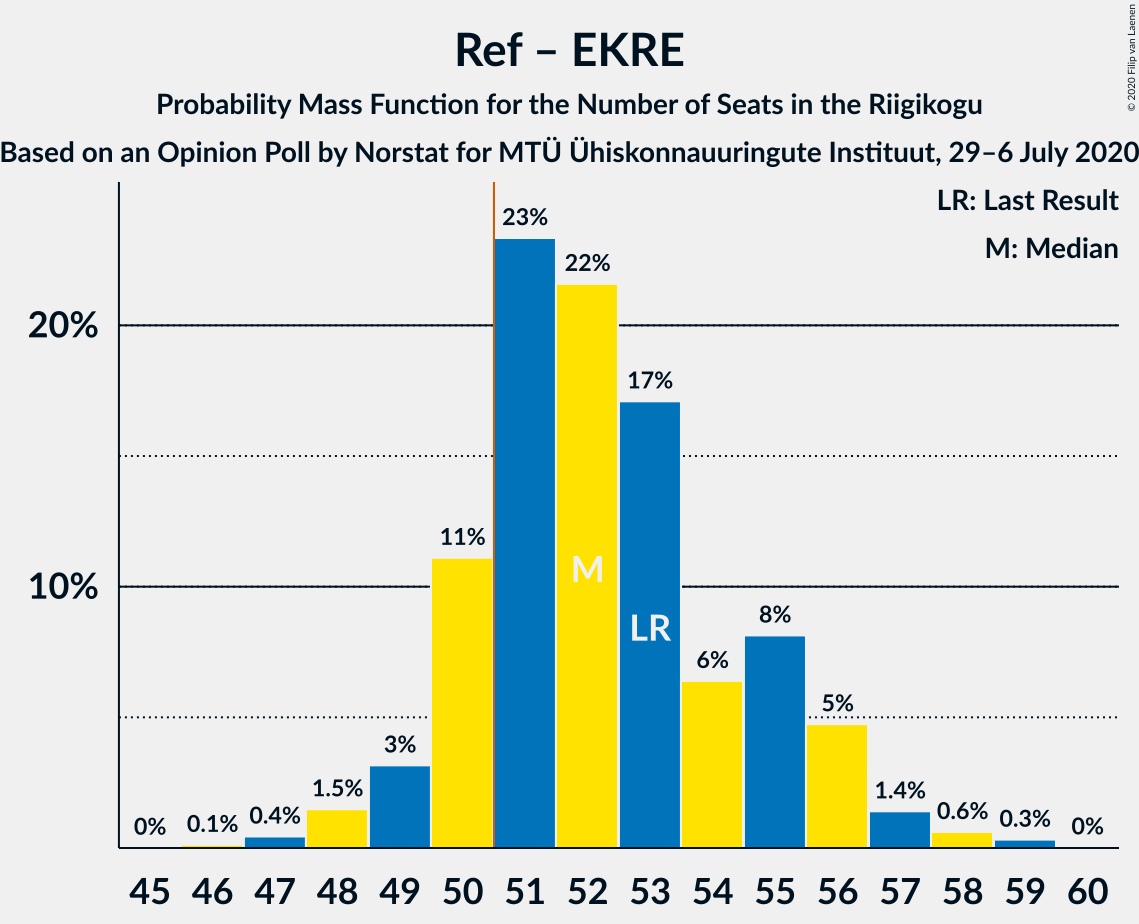 Ref – EKRE
Probability Mass Function for the Number of Seats in the Riigikogu
Based on an Opinion Poll by Norstat for MTÜ Ühiskonnauuringute Instituut, 29–6 July 2020
© 2020 Filip van Laenen
LR: Last Result
M: Median
20%
10%
0%
0.1%
0.4%
1.5%
3%
11%
23%
22%
17%
6%
8%
5%
1.4%
0.6%
0.3%
0%
M
LR
45 46 47 48 49 50 51 52 53 54 55 56 57 58 59 60